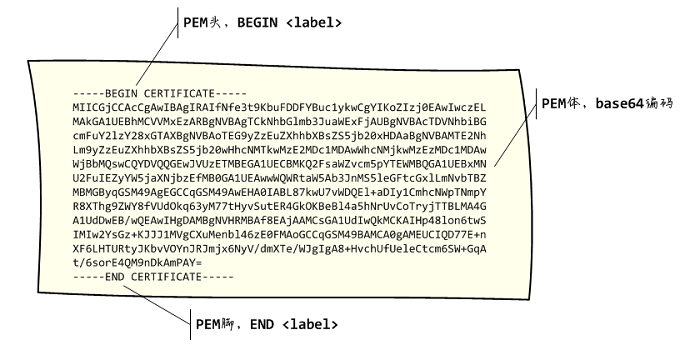 PEM头，BEGIN <label>
-----BEGIN CERTIFICATE-----
MIICGjCCAcCgAwIBAgIRAIfNfe3t9KbuFDDFYBuc1ykwCgYIKoZIzj0EAwIwczEL
MAkGA1UEBhMCVVMxEzARBgNVBAgTCkNhbGlmb3JuaWExFjAUBgNVBAcTDVNhbiBG
cmFuY2lzY28xGTAXBgNVBAoTEG9yZzEuZXhhbXBsZS5jb20xHDAaBgNVBAMTE2Nh
Lm9yZzEuZXhhbXBsZS5jb20wHhcNMTkwMzE2MDc1MDAwWhcNMjkwMzEzMDc1MDAw
WjBbMQswCQYDVQQGEwJVUzETMBEGA1UECBMKQ2FsaWZvcm5pYTEWMBQGA1UEBxMN
U2FuIEZyYW5jaXNjbzEfMB0GA1UEAwwWQWRtaW5Ab3JnMS5leGFtcGxlLmNvbTBZ
MBMGByqGSM49AgEGCCqGSM49AwEHA0IABL87kwU7vWDQEl+aDIy1CmhcNWpTNmpY
R8XThg9ZWY8fVUdOkq63yM77tHyvSutER4GkOKBeBl4a5hNrUvCoTryjTTBLMA4G
A1UdDwEB/wQEAwIHgDAMBgNVHRMBAf8EAjAAMCsGA1UdIwQkMCKAIHp48lon6twS
IMIw2YsGz+KJJJ1MVgCXuMenbl46zE0FMAoGCCqGSM49BAMCA0gAMEUCIQD77E+n
XF6LHTURtyJKbvVOYnJRJmjx6NyV/dmXTe/WJgIgA8+HvchUfUeleCtcm6SW+GqA
t/6sorE4QM9nDkAmPAY=
-----END CERTIFICATE-----
PEM体，base64编码
PEM脚，END <label>